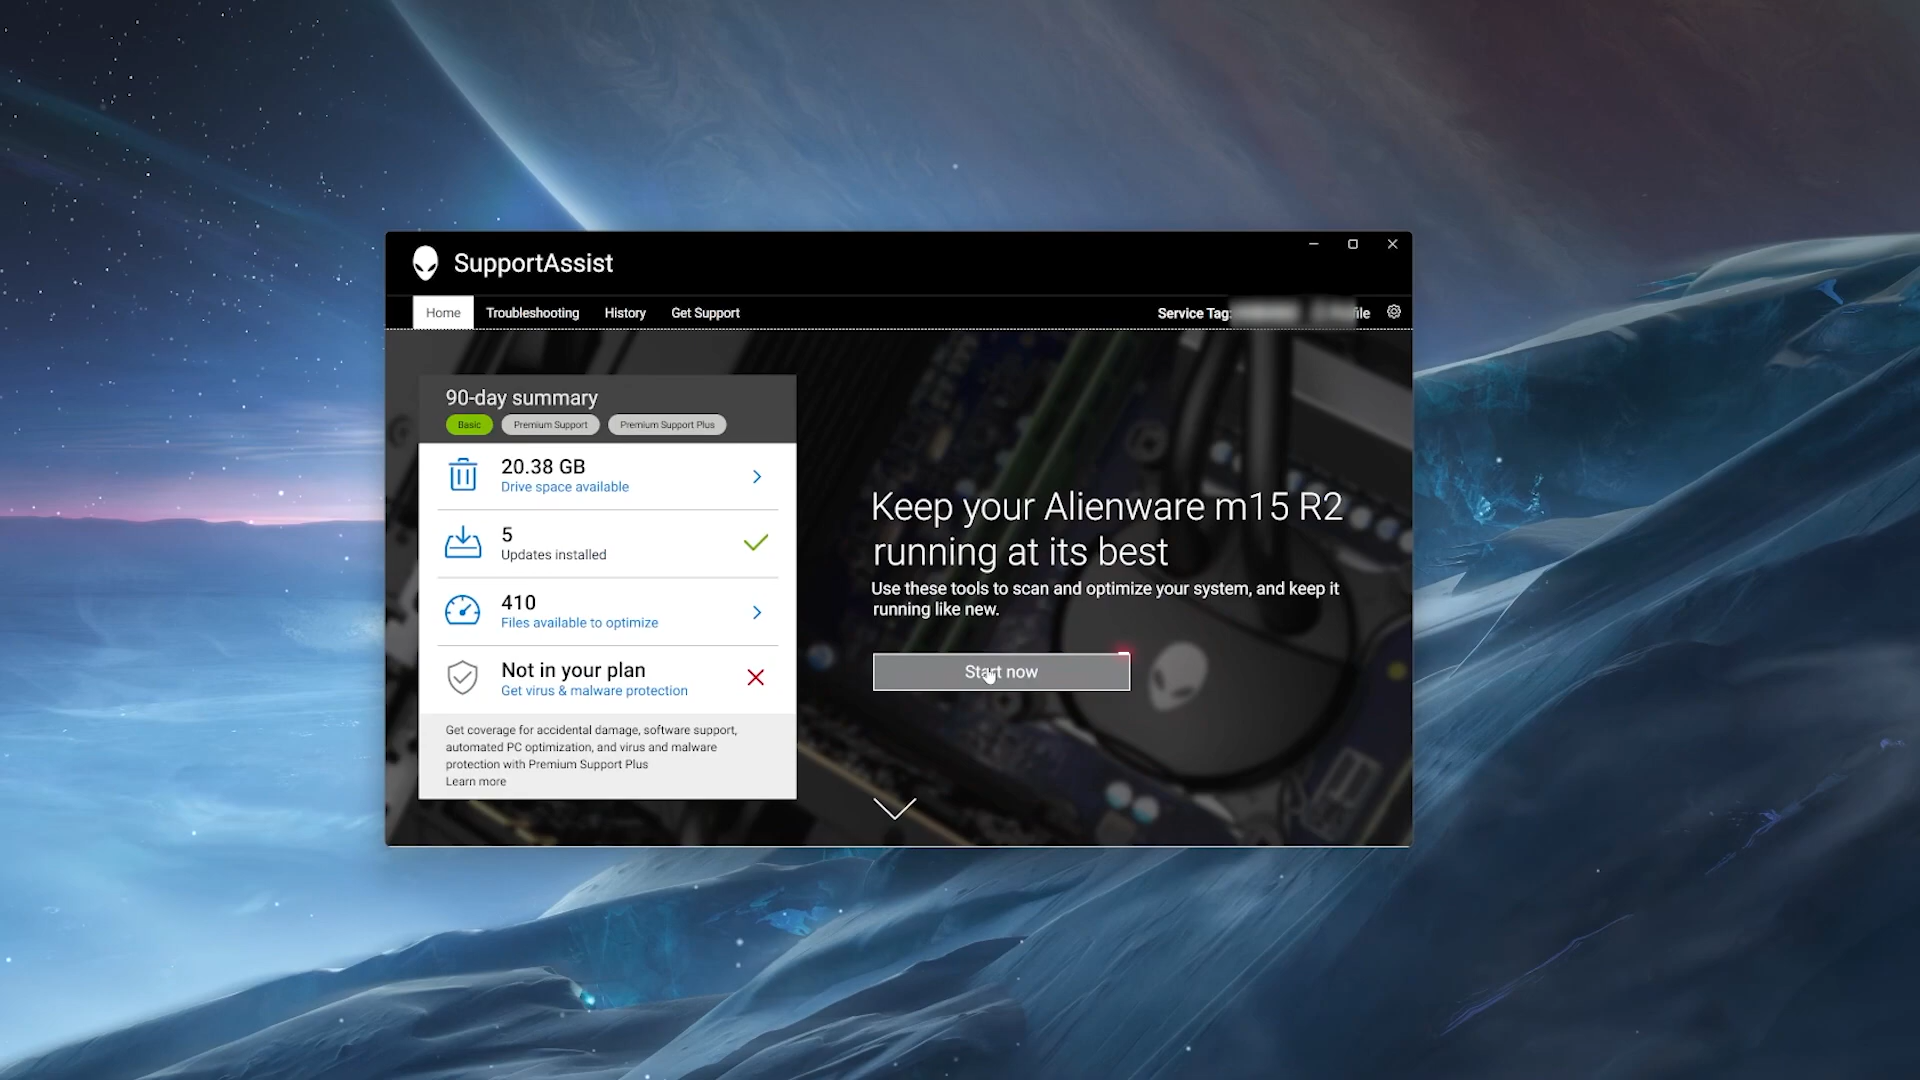 SupportAssist
Home Troubleshooting History Get Support Service Tag: ile
90-day summary
Basic Premium Support Premium Support Plus
20.38 GB
Drive space available
5
Updates installed
410
Files available to optimize
Not in your plan
Get virus & malware protection
Get coverage for accidental damage, software support,
automated PC optimization, and virus and malware
protection with Premium Support Plus
Learn more
Keep your Alienware m15 R2
running at its best
Use these tools to scan and optimize your system, and keep it
running like new.
Start now